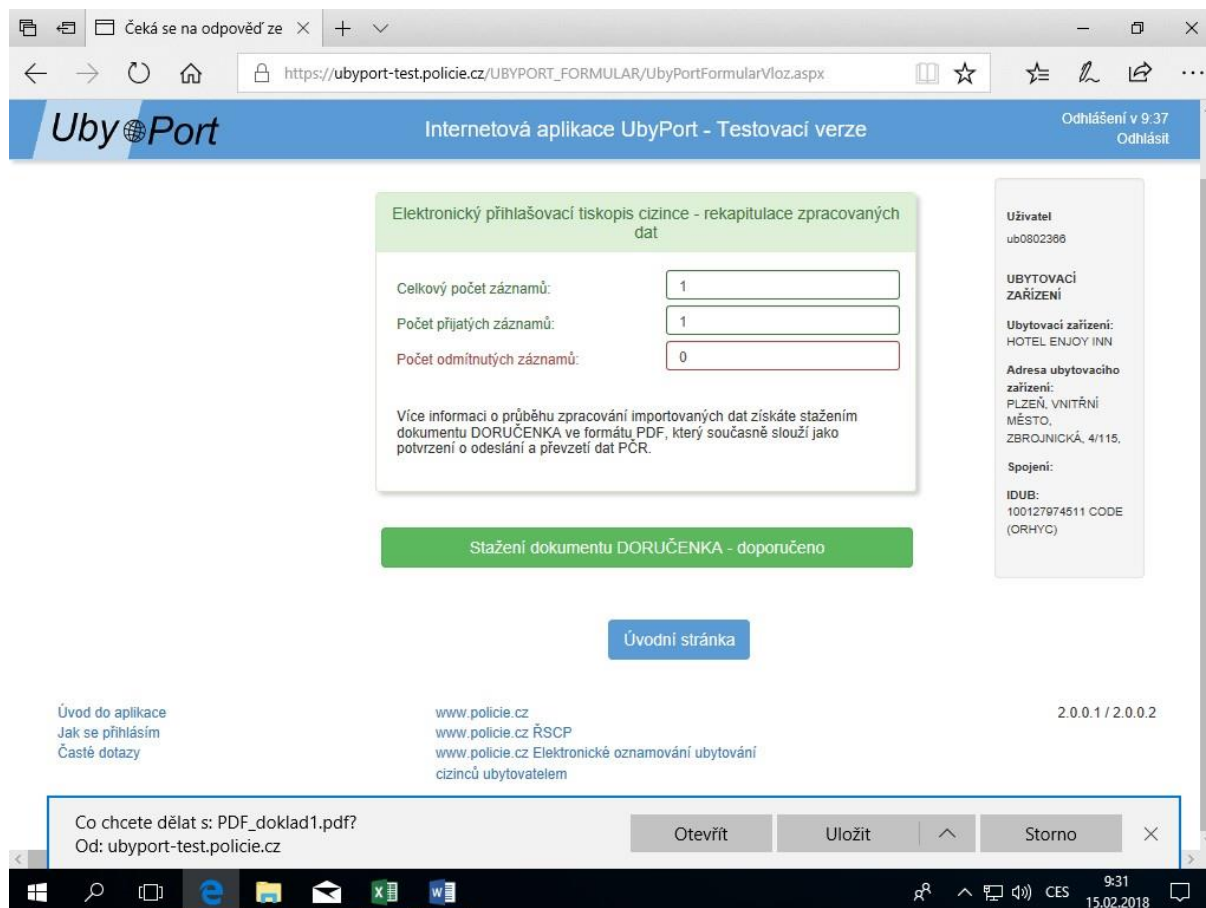 Čeká se na odpověď ze
https://ubyport-test.policie.cz/UBYPORT_FORMULAR/UbyPortFormularVloz.aspx
UbyPort
Internetová aplikace UbyPort - Testovací verze
Odhlášení v 9:37
Odhlásit
Elektronický přihlašovací tiskopis cizince - rekapitulace zpracovaných
dat
Celkový počet záznamů:
1
Počet přijatých záznamů:
1
Počet odmítnutých záznamů:
0
Více informaci o průběhu zpracování importovaných dat získáte stažením
dokumentu DORUČENKA ve formátu PDF, který současně slouží jako
potvrzení o odeslání a převzetí dat PČR.
Stažení dokumentu DORUČENKA - doporučeno
Úvodní stránka
Uživatel
ub0802366
UBYTOVACÍ
ZAŘÍZENÍ
Ubytovací zařízení:
HOTEL ENJOY INN
Adresa ubytovacího
zařízení:
PLZEŇ, VNITŘNÍ
MĚSTO,
ZBROJNICKÁ, 4/115,
Spojení:
IDUB:
100127974511 CODE
(ORHYC)
Úvod do aplikace
Jak se přihlásím
Časté dotazy
www.policie.cz
www.policie.cz ŘSCP
www.policie.cz Elektronické oznamování ubytování
cizinců ubytovatelem
2.0.0.1 / 2.0.0.2
Co chcete dělat s: PDF_doklad1.pdf?
Od: ubyport-test.policie.cz
Otevřít
Uložit
Storno
CES
9:31
15.02.2018